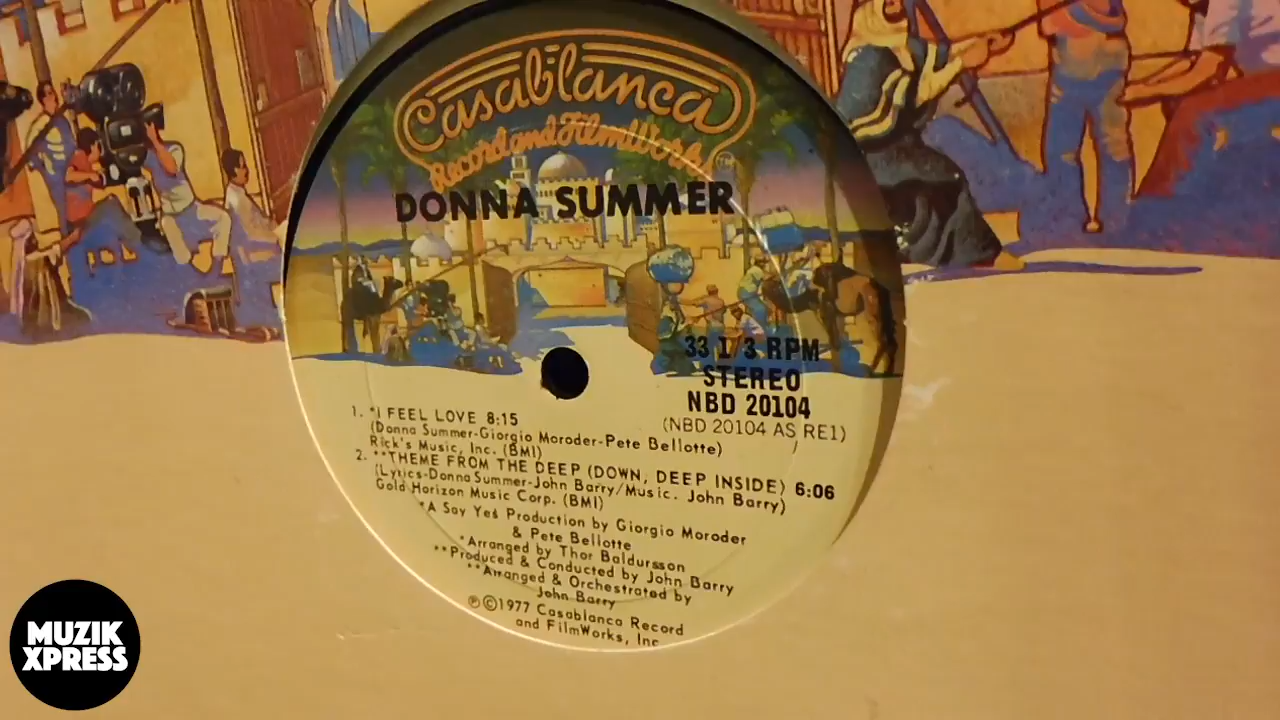 Casablanca
Record and FilmWorks
DONNA SUMMER
33 1/3 RPM
STEREO
NBD 20104
(NBD 20104 AS RE1)
1. *I FEEL LOVE 8:15
(Donna Summer-Giorgio Moroder-Pete Bellotte)
Rick's Music, Inc. (BMI)
2. **THEME FROM THE DEEP (DOWN, DEEP INSIDE) 6:06
(Lyrics-Donna Summer-John Barry/Music. John Barry)
Gold Horizon Music Corp. (BMI)
*A Say Yes Production by Giorgio Moroder
& Pete Bellotte
*Arranged by Thor Baldursson
**Produced & Conducted by John Barry
**Arranged & Orchestrated by
John Barry
℗©1977 Casablanca Record
and FilmWorks, Inc.
MUZIK
XPRESS